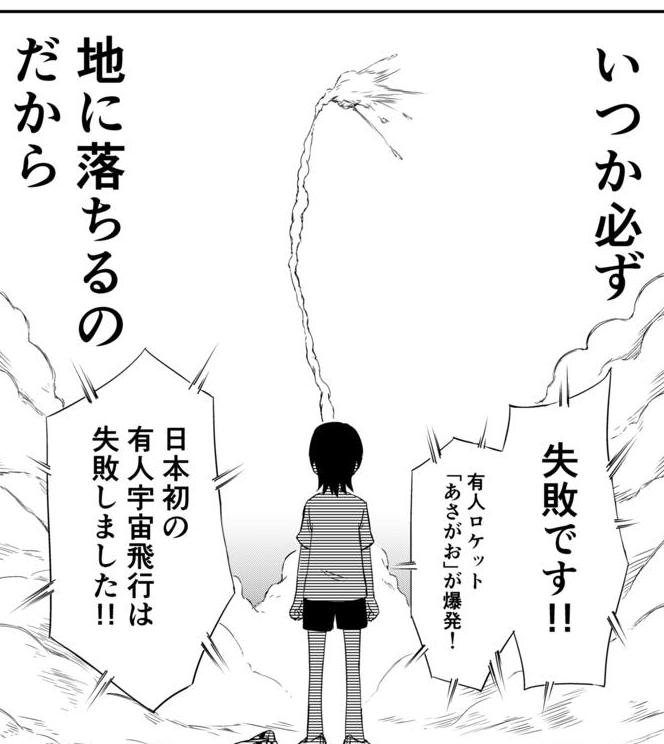 いつか必ず
失敗です!!
有人ロケット
「あさがお」が爆発!
日本初の
有人宇宙飛行は
失敗しました!!
地に落ちるの
だから